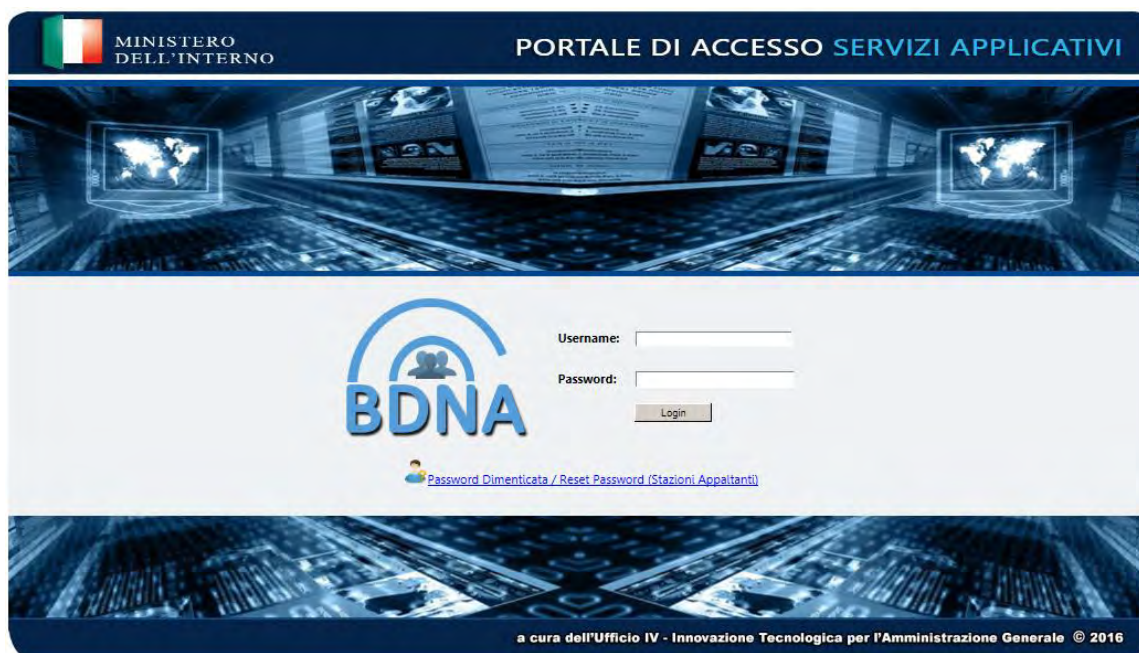 MINISTERO
DELL'INTERNO
PORTALE DI ACCESSO SERVIZI APPLICATIVI
Username:
BDNA
Password:
Login
Password Dimenticata / Reset Password (Stazioni Appaltanti)
a cura dell'Ufficio IV - Innovazione Tecnologica per l'Amministrazione Generale © 2016